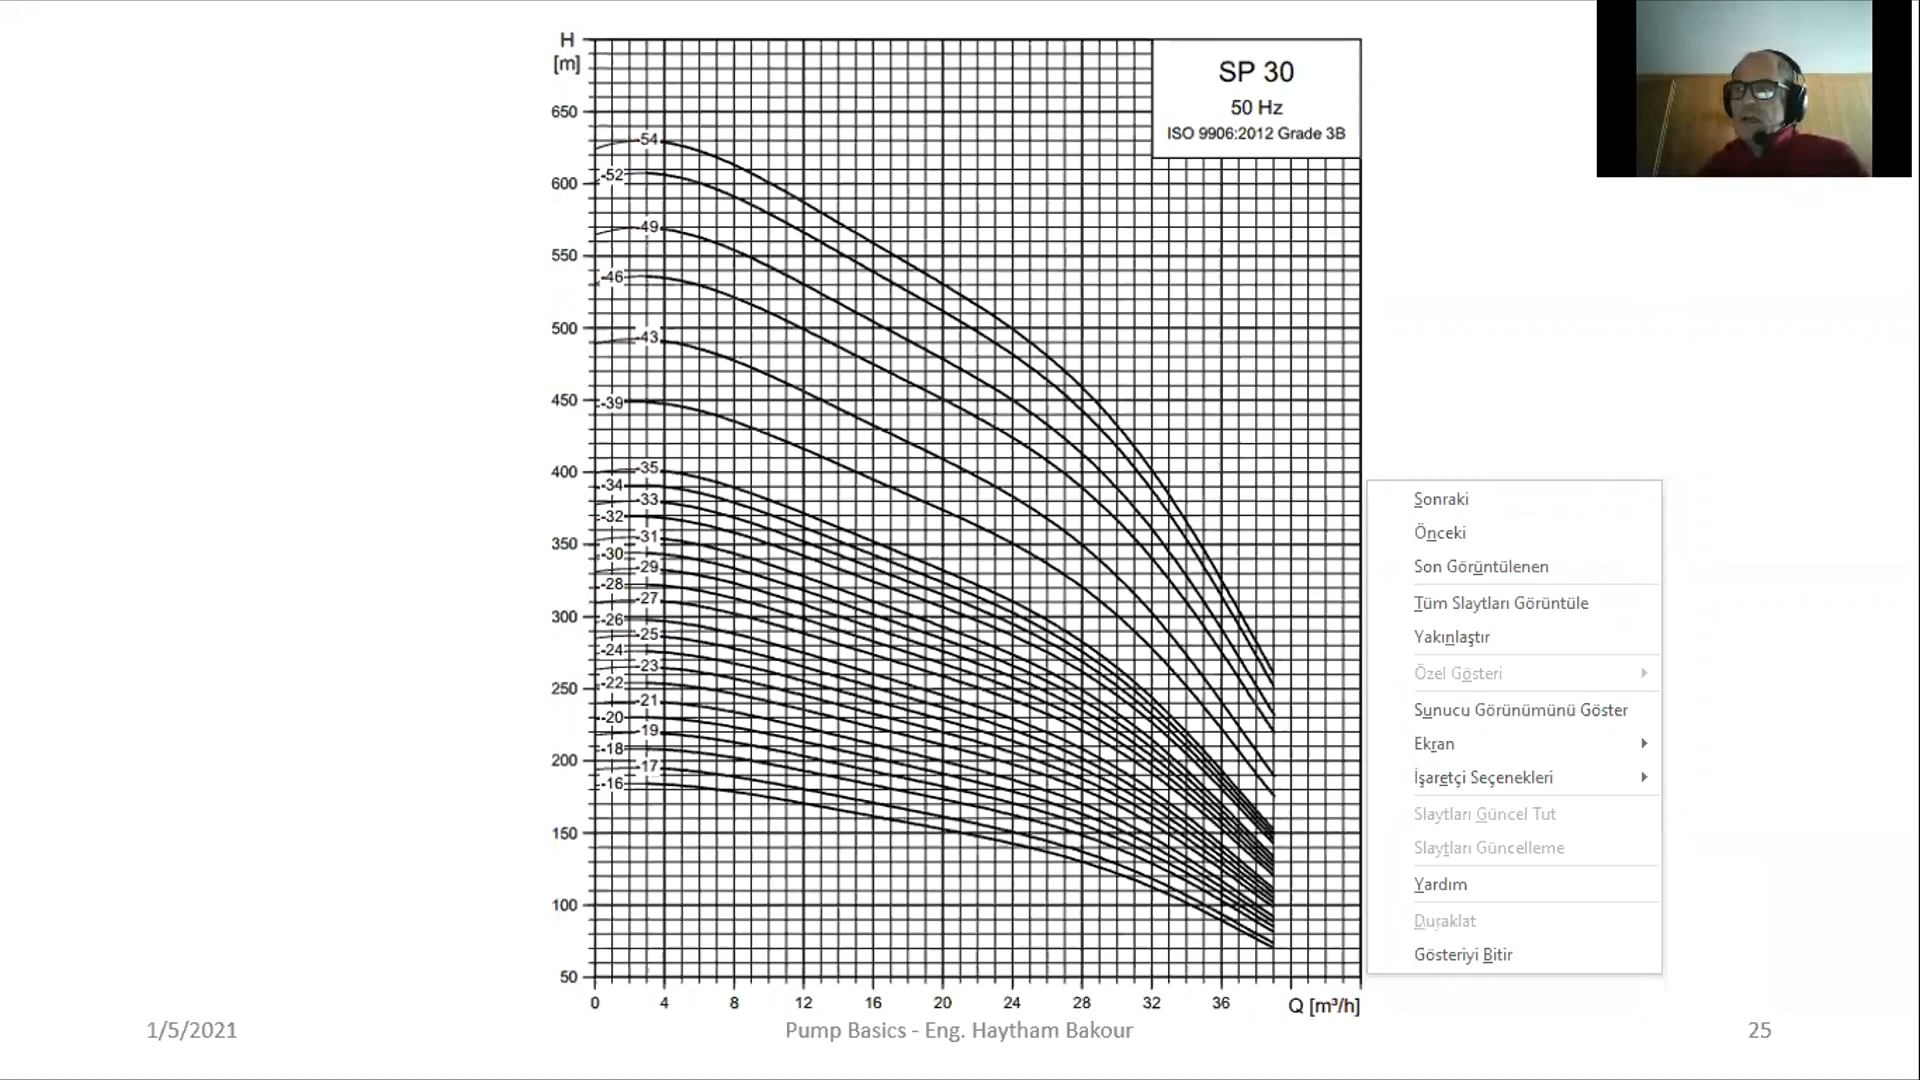 H
[m]
SP 30
50 Hz
ISO 9906:2012 Grade 3B
650
600
550
500
450
400
350
300
250
200
150
100
50
-54
-52
-49
-46
-43
-39
-35
-34
-33
-32
-31
-30
-29
-28
-27
-26
-25
-24
-23
-22
-21
-20
-19
-18
-17
-16
0 4 8 12 16 20 24 28 32 36 Q [m³/h]
Sonraki
Önceki
Son Görüntülenen
Tüm Slaytları Görüntüle
Yakınlaştır
Özel Gösteri
Sunucu Görünümünü Göster
Ekran
İşaretçi Seçenekleri
Slaytları Güncel Tut
Slaytları Güncelleme
Yardım
Duraklat
Gösteriyi Bitir
1/5/2021
Pump Basics - Eng. Haytham Bakour
25